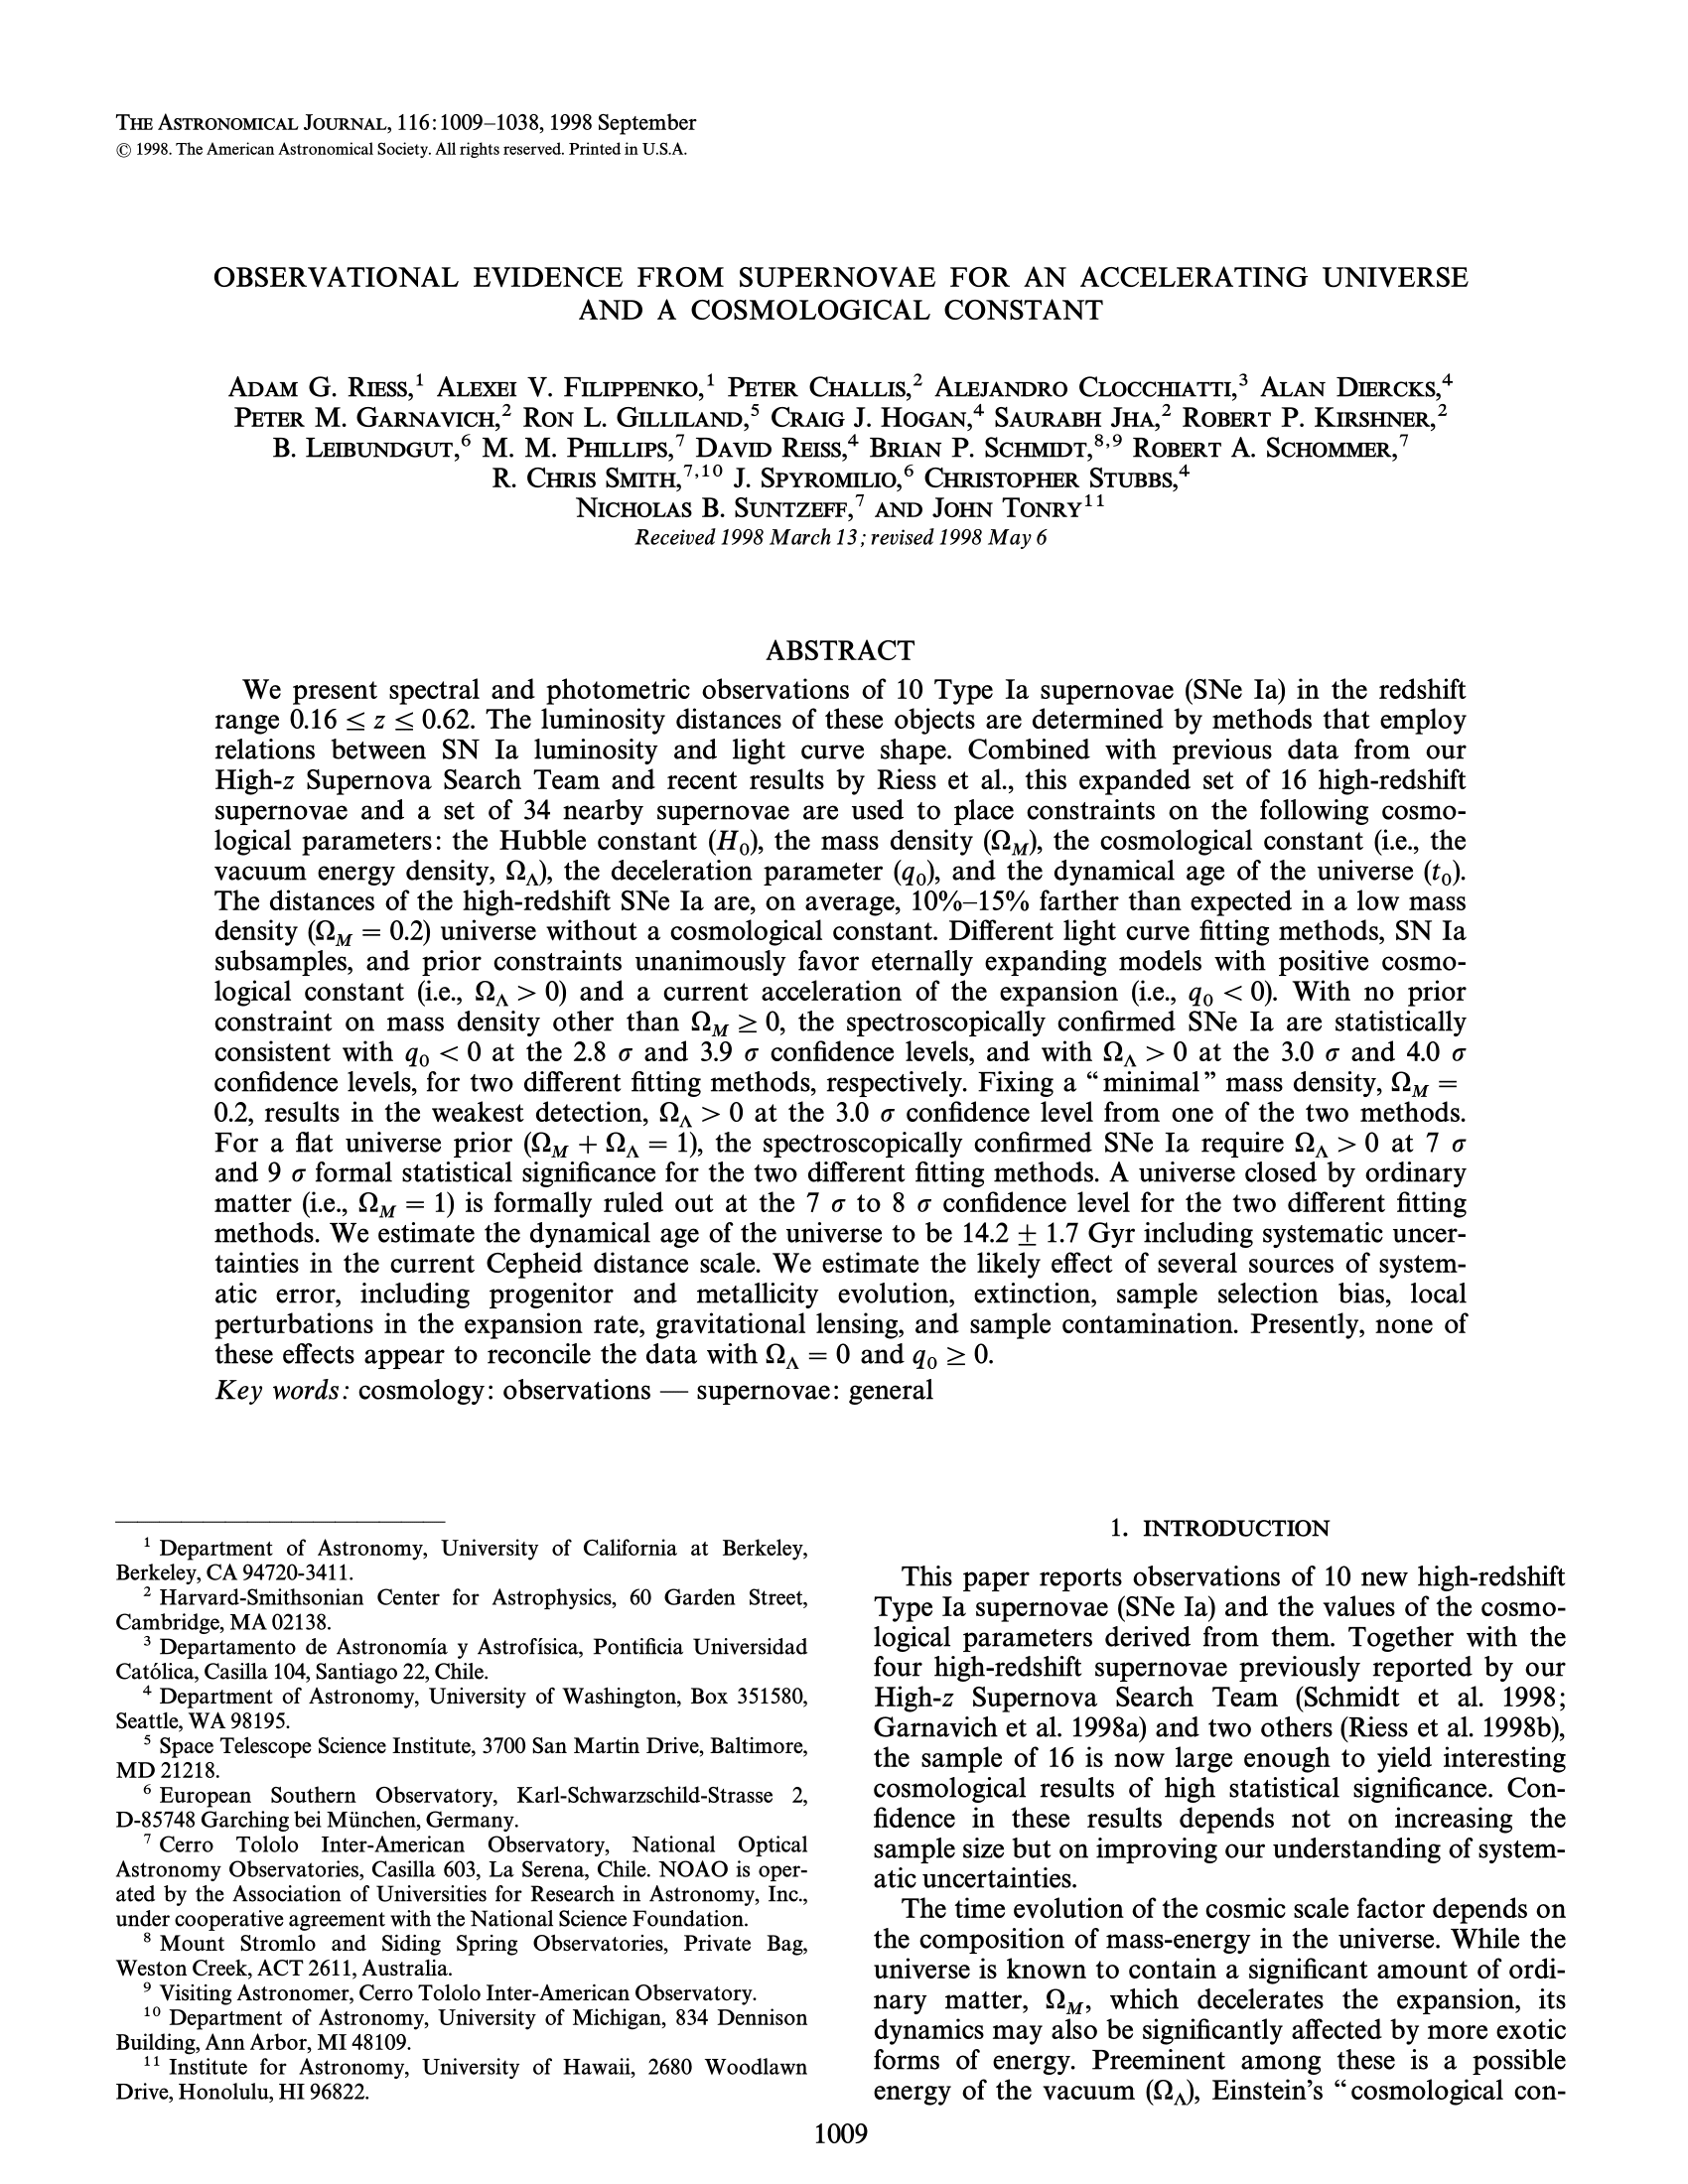 THE ASTRONOMICAL JOURNAL, 116:1009–1038, 1998 September
© 1998. The American Astronomical Society. All rights reserved. Printed in U.S.A.
OBSERVATIONAL EVIDENCE FROM SUPERNOVAE FOR AN ACCELERATING UNIVERSE
AND A COSMOLOGICAL CONSTANT
ADAM G. RIESS,¹ ALEXEI V. FILIPPENKO,¹ PETER CHALLIS,² ALEJANDRO CLOCCHIATTI,³ ALAN DIERCKS,⁴
PETER M. GARNAVICH,² RON L. GILLILAND,⁵ CRAIG J. HOGAN,⁴ SAURABH JHA,² ROBERT P. KIRSHNER,²
B. LEIBUNDGUT,⁶ M. M. PHILLIPS,⁷ DAVID REISS,⁴ BRIAN P. SCHMIDT,⁸,⁹ ROBERT A. SCHOMMER,⁷
R. CHRIS SMITH,⁷,¹⁰ J. SPYROMILIO,⁶ CHRISTOPHER STUBBS,⁴
NICHOLAS B. SUNTZEFF,⁷ AND JOHN TONRY¹¹
Received 1998 March 13; revised 1998 May 6
ABSTRACT
We present spectral and photometric observations of 10 Type Ia supernovae (SNe Ia) in the redshift
range 0.16 ≤ z ≤ 0.62. The luminosity distances of these objects are determined by methods that employ
relations between SN Ia luminosity and light curve shape. Combined with previous data from our
High-z Supernova Search Team and recent results by Riess et al., this expanded set of 16 high-redshift
supernovae and a set of 34 nearby supernovae are used to place constraints on the following cosmo-
logical parameters: the Hubble constant (H₀), the mass density (Ω_M), the cosmological constant (i.e., the
vacuum energy density, Ω_Λ), the deceleration parameter (q₀), and the dynamical age of the universe (t₀).
The distances of the high-redshift SNe Ia are, on average, 10%–15% farther than expected in a low mass
density (Ω_M = 0.2) universe without a cosmological constant. Different light curve fitting methods, SN Ia
subsamples, and prior constraints unanimously favor eternally expanding models with positive cosmo-
logical constant (i.e., Ω_Λ > 0) and a current acceleration of the expansion (i.e., q₀ < 0). With no prior
constraint on mass density other than Ω_M ≥ 0, the spectroscopically confirmed SNe Ia are statistically
consistent with q₀ < 0 at the 2.8 σ and 3.9 σ confidence levels, and with Ω_Λ > 0 at the 3.0 σ and 4.0 σ
confidence levels, for two different fitting methods, respectively. Fixing a “minimal” mass density, Ω_M =
0.2, results in the weakest detection, Ω_Λ > 0 at the 3.0 σ confidence level from one of the two methods.
For a flat universe prior (Ω_M + Ω_Λ = 1), the spectroscopically confirmed SNe Ia require Ω_Λ > 0 at 7 σ
and 9 σ formal statistical significance for the two different fitting methods. A universe closed by ordinary
matter (i.e., Ω_M = 1) is formally ruled out at the 7 σ to 8 σ confidence level for the two different fitting
methods. We estimate the dynamical age of the universe to be 14.2 ± 1.7 Gyr including systematic uncer-
tainties in the current Cepheid distance scale. We estimate the likely effect of several sources of system-
atic error, including progenitor and metallicity evolution, extinction, sample selection bias, local
perturbations in the expansion rate, gravitational lensing, and sample contamination. Presently, none of
these effects appear to reconcile the data with Ω_Λ = 0 and q₀ ≥ 0.
Key words: cosmology: observations — supernovae: general
¹ Department of Astronomy, University of California at Berkeley,
Berkeley, CA 94720-3411.
² Harvard-Smithsonian Center for Astrophysics, 60 Garden Street,
Cambridge, MA 02138.
³ Departamento de Astronomía y Astrofísica, Pontificia Universidad
Católica, Casilla 104, Santiago 22, Chile.
⁴ Department of Astronomy, University of Washington, Box 351580,
Seattle, WA 98195.
⁵ Space Telescope Science Institute, 3700 San Martin Drive, Baltimore,
MD 21218.
⁶ European Southern Observatory, Karl-Schwarzschild-Strasse 2,
D-85748 Garching bei München, Germany.
⁷ Cerro Tololo Inter-American Observatory, National Optical
Astronomy Observatories, Casilla 603, La Serena, Chile. NOAO is oper-
ated by the Association of Universities for Research in Astronomy, Inc.,
under cooperative agreement with the National Science Foundation.
⁸ Mount Stromlo and Siding Spring Observatories, Private Bag,
Weston Creek, ACT 2611, Australia.
⁹ Visiting Astronomer, Cerro Tololo Inter-American Observatory.
¹⁰ Department of Astronomy, University of Michigan, 834 Dennison
Building, Ann Arbor, MI 48109.
¹¹ Institute for Astronomy, University of Hawaii, 2680 Woodlawn
Drive, Honolulu, HI 96822.
1. INTRODUCTION
This paper reports observations of 10 new high-redshift
Type Ia supernovae (SNe Ia) and the values of the cosmo-
logical parameters derived from them. Together with the
four high-redshift supernovae previously reported by our
High-z Supernova Search Team (Schmidt et al. 1998;
Garnavich et al. 1998a) and two others (Riess et al. 1998b),
the sample of 16 is now large enough to yield interesting
cosmological results of high statistical significance. Con-
fidence in these results depends not on increasing the
sample size but on improving our understanding of system-
atic uncertainties.
The time evolution of the cosmic scale factor depends on
the composition of mass-energy in the universe. While the
universe is known to contain a significant amount of ordi-
nary matter, Ω_M, which decelerates the expansion, its
dynamics may also be significantly affected by more exotic
forms of energy. Preeminent among these is a possible
energy of the vacuum (Ω_Λ), Einstein’s “cosmological con-
1009